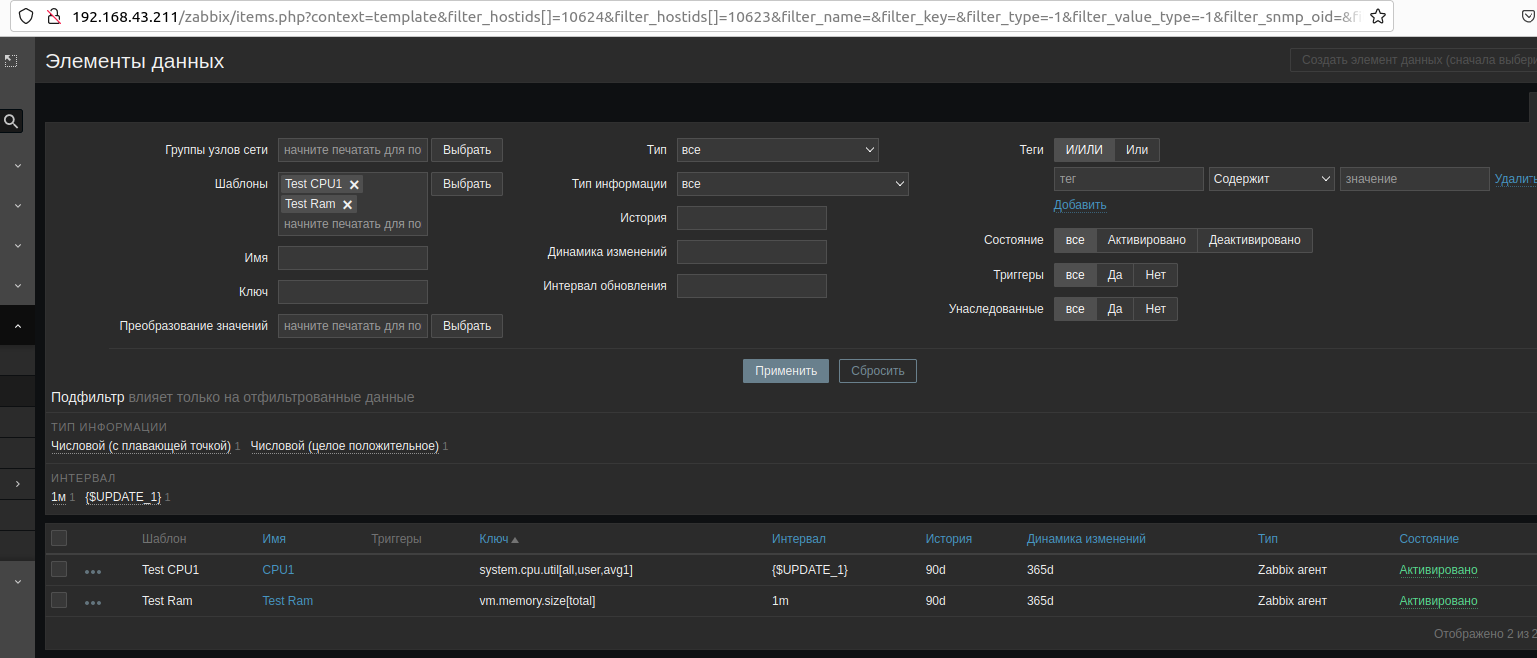 192.168.43.211/zabbix/items.php?context=template&filter_hostids[]=10624&filter_hostids[]=10623&filter_name=&filter_key=&filter_type=-1&filter_value_type=-1&filter_snmp_oid=&fi
Элементы данных
Создать элемент данных (сначала выбери
Группы узлов сети начните печатать для по Выбрать Тип все Теги И/ИЛИ Или
Шаблоны Test CPU1 Выбрать Тип информации все тег Содержит значение Удалить
Test Ram
начните печатать для по История Добавить
Состояние все Активировано Деактивировано
Имя Динамика изменений
Триггеры все Да Нет
Ключ Интервал обновления
Унаследованные все Да Нет
Преобразование значений начните печатать для по Выбрать
Применить Сбросить
Подфильтр влияет только на отфильтрованные данные
ТИП ИНФОРМАЦИИ
Числовой (с плавающей точкой) 1 Числовой (целое положительное) 1
ИНТЕРВАЛ
1м 1 {$UPDATE_1} 1
Шаблон Имя Триггеры Ключ Интервал История Динамика изменений Тип Состояние
Test CPU1 CPU1 system.cpu.util[all,user,avg1] {$UPDATE_1} 90d 365d Zabbix агент Активировано
Test Ram Test Ram vm.memory.size[total] 1m 90d 365d Zabbix агент Активировано
Отображено 2 из 2